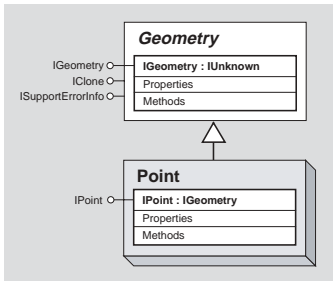 Geometry
IGeometry
IGeometry : IUnknown
IClone
Properties
ISupportErrorInfo
Methods
Point
IPoint
IPoint : IGeometry
Properties
Methods